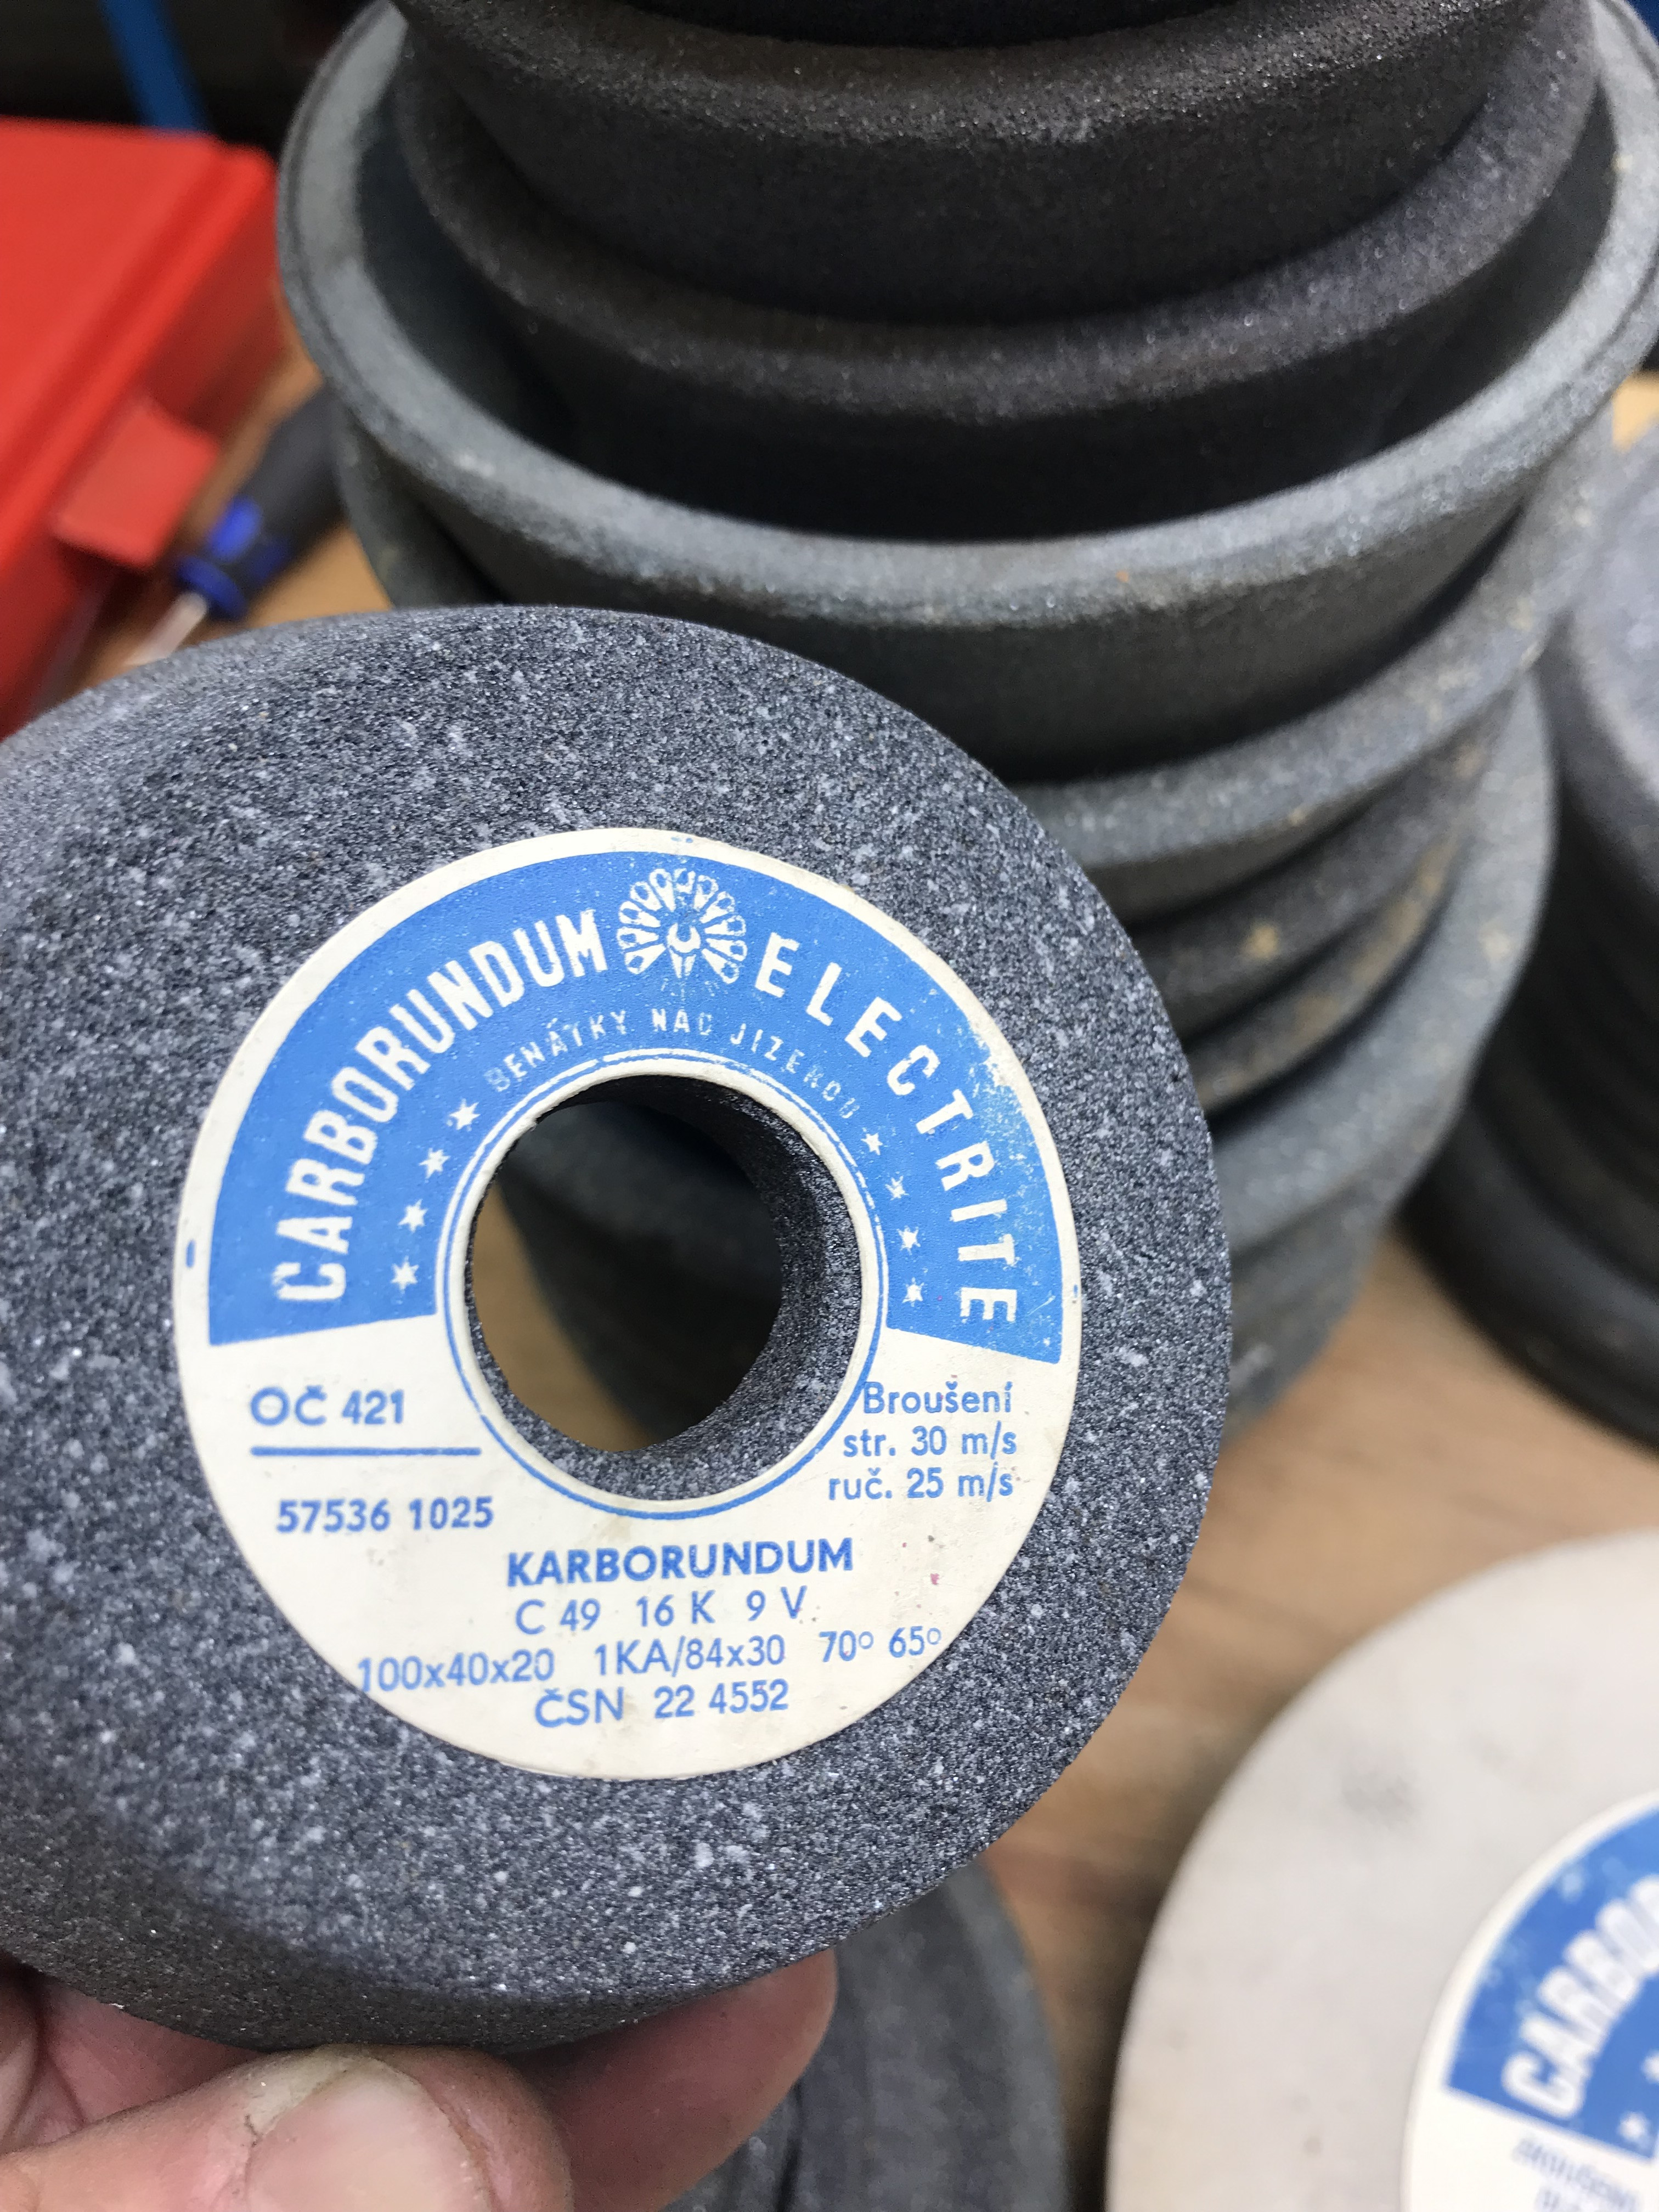 CARBORUNDUM ELECTRITE
BENÁTKY NAD JIZEROU
OČ 421
57536 1025
Broušení
str. 30 m/s
ruč. 25 m/s
KARBORUNDUM
C 49 16 K 9 V
100x40x20 1KA/84x30 70° 65°
ČSN 22 4552
CARBO